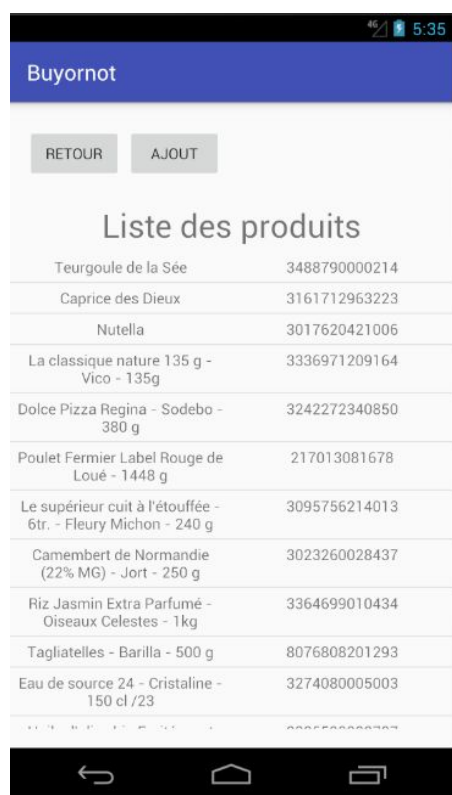 4G 5:35
Buyornot
RETOUR AJOUT
Liste des produits
Teurgoule de la Sée 3488790000214
Caprice des Dieux 3161712963223
Nutella 3017620421006
La classique nature 135 g - 3336971209164
Vico - 135g
Dolce Pizza Regina - Sodebo - 3242272340850
380 g
Poulet Fermier Label Rouge de 217013081678
Loué - 1448 g
Le supérieur cuit à l'étouffée - 3095756214013
6tr. - Fleury Michon - 240 g
Camembert de Normandie 3023260028437
(22% MG) - Jort - 250 g
Riz Jasmin Extra Parfumé - 3364699010434
Oiseaux Celestes - 1kg
Tagliatelles - Barilla - 500 g 8076808201293
Eau de source 24 - Cristaline - 3274080005003
150 cl /23